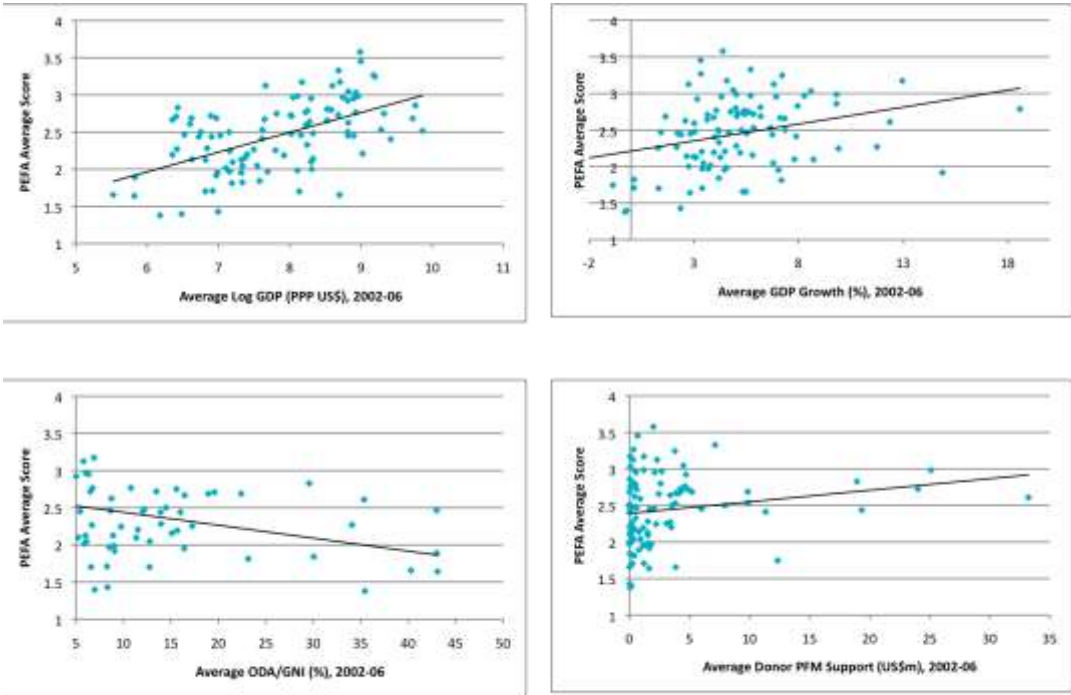 4
3.5
3
2.5
2
1.5
1
PEFA Average Score
5 6 7 8 9 10 11
Average Log GDP (PPP US$), 2002-06
4
3.5
3
2.5
2
1.5
1
PEFA Average Score
-2 3 8 13 18
Average GDP Growth (%), 2002-06
4
3.5
3
2.5
2
1.5
1
PEFA Average Score
5 10 15 20 25 30 35 40 45 50
Average ODA/GNI (%), 2002-06
4
3.5
3
2.5
2
1.5
1
PEFA Average Score
0 5 10 15 20 25 30 35
Average Donor PFM Support (US$m), 2002-06